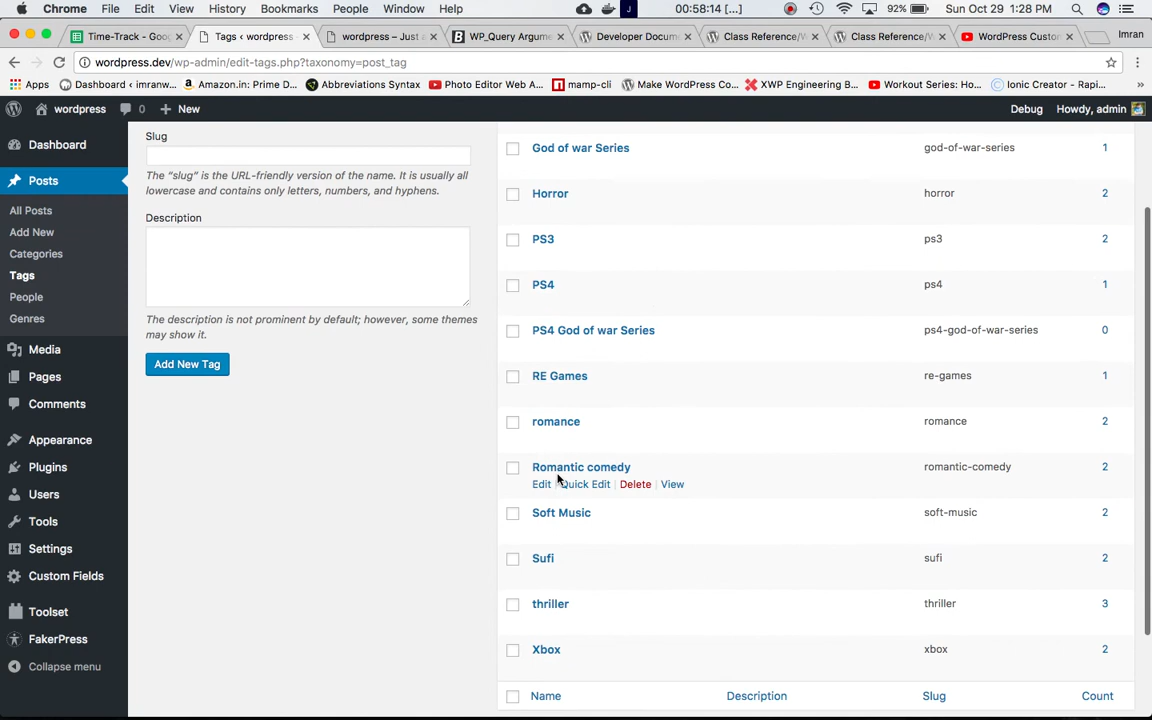 Chrome File Edit View History Bookmarks People Window Help 00:58:14 [...] 92% Sun Oct 29 1:28 PM
Time-Track - Goo Tags ‹ wordpress wordpress – Just a WP_Query Argume Developer Docume Class Reference/W Class Reference/W WordPress Custon Imran
wordpress.dev/wp-admin/edit-tags.php?taxonomy=post_tag
Apps Dashboard ‹ imranw... Amazon.in: Prime D... Abbreviations Syntax Photo Editor Web A... mamp-cli Make WordPress Co... XWP Engineering B... Workout Series: Ho... Ionic Creator - Rapi... »
wordpress 0 + New Debug Howdy, admin
Dashboard
Posts
All Posts
Add New
Categories
Tags
People
Genres
Media
Pages
Comments
Appearance
Plugins
Users
Tools
Settings
Custom Fields
Toolset
FakerPress
Collapse menu
Slug
The “slug” is the URL-friendly version of the name. It is usually all
lowercase and contains only letters, numbers, and hyphens.
Description
The description is not prominent by default; however, some themes
may show it.
Add New Tag
God of war Series god-of-war-series 1
Horror horror 2
PS3 ps3 2
PS4 ps4 1
PS4 God of war Series ps4-god-of-war-series 0
RE Games re-games 1
romance romance 2
Romantic comedy romantic-comedy 2
Edit | Quick Edit | Delete | View
Soft Music soft-music 2
Sufi sufi 2
thriller thriller 3
Xbox xbox 2
Name Description Slug Count